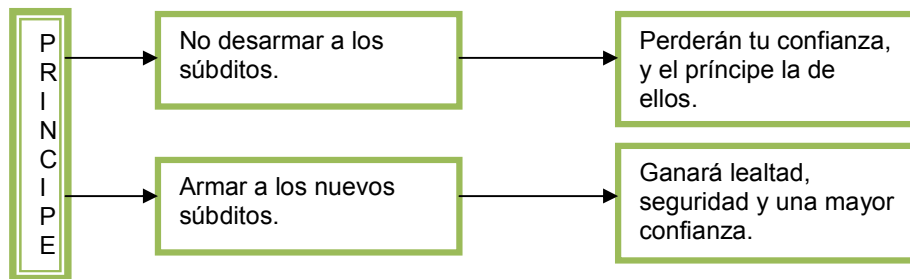 PRINCIPE
No desarmar a los
súbditos.
Perderán tu confianza,
y el príncipe la de
ellos.
Armar a los nuevos
súbditos.
Ganará lealtad,
seguridad y una mayor
confianza.